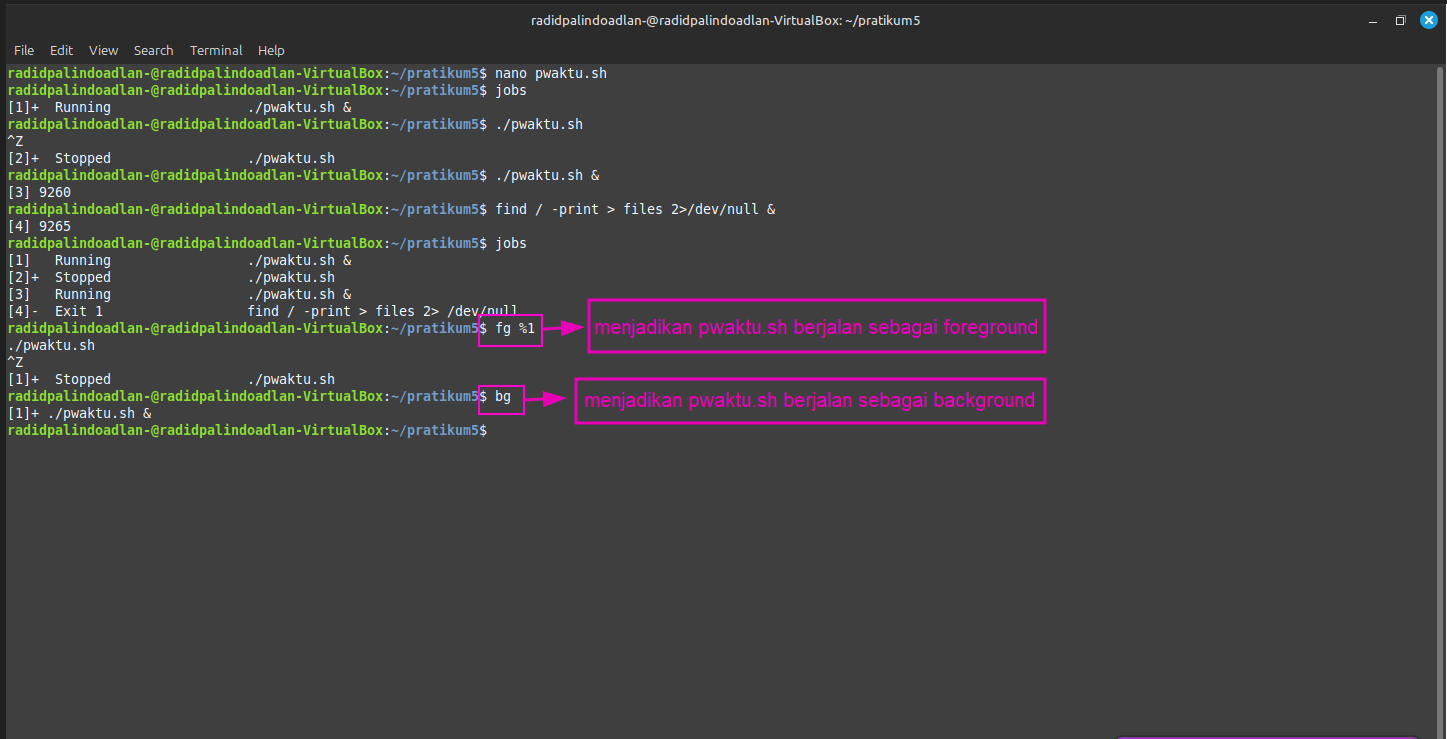 radidpalindoadlan-@radidpalindoadlan-VirtualBox: ~/pratikum5
File Edit View Search Terminal Help
radidpalindoadlan-@radidpalindoadlan-VirtualBox:~/pratikum5$ nano pwaktu.sh
radidpalindoadlan-@radidpalindoadlan-VirtualBox:~/pratikum5$ jobs
[1]+  Running                 ./pwaktu.sh &
radidpalindoadlan-@radidpalindoadlan-VirtualBox:~/pratikum5$ ./pwaktu.sh
^Z
[2]+  Stopped                 ./pwaktu.sh
radidpalindoadlan-@radidpalindoadlan-VirtualBox:~/pratikum5$ ./pwaktu.sh &
[3] 9260
radidpalindoadlan-@radidpalindoadlan-VirtualBox:~/pratikum5$ find / -print > files 2>/dev/null &
[4] 9265
radidpalindoadlan-@radidpalindoadlan-VirtualBox:~/pratikum5$ jobs
[1]   Running                 ./pwaktu.sh &
[2]+  Stopped                 ./pwaktu.sh
[3]   Running                 ./pwaktu.sh &
[4]-  Exit 1                  find / -print > files 2> /dev/null
radidpalindoadlan-@radidpalindoadlan-VirtualBox:~/pratikum5$ fg %1 menjadikan pwaktu.sh berjalan sebagai foreground
./pwaktu.sh
^Z
[1]+  Stopped                 ./pwaktu.sh
radidpalindoadlan-@radidpalindoadlan-VirtualBox:~/pratikum5$ bg menjadikan pwaktu.sh berjalan sebagai background
[1]+ ./pwaktu.sh &
radidpalindoadlan-@radidpalindoadlan-VirtualBox:~/pratikum5$